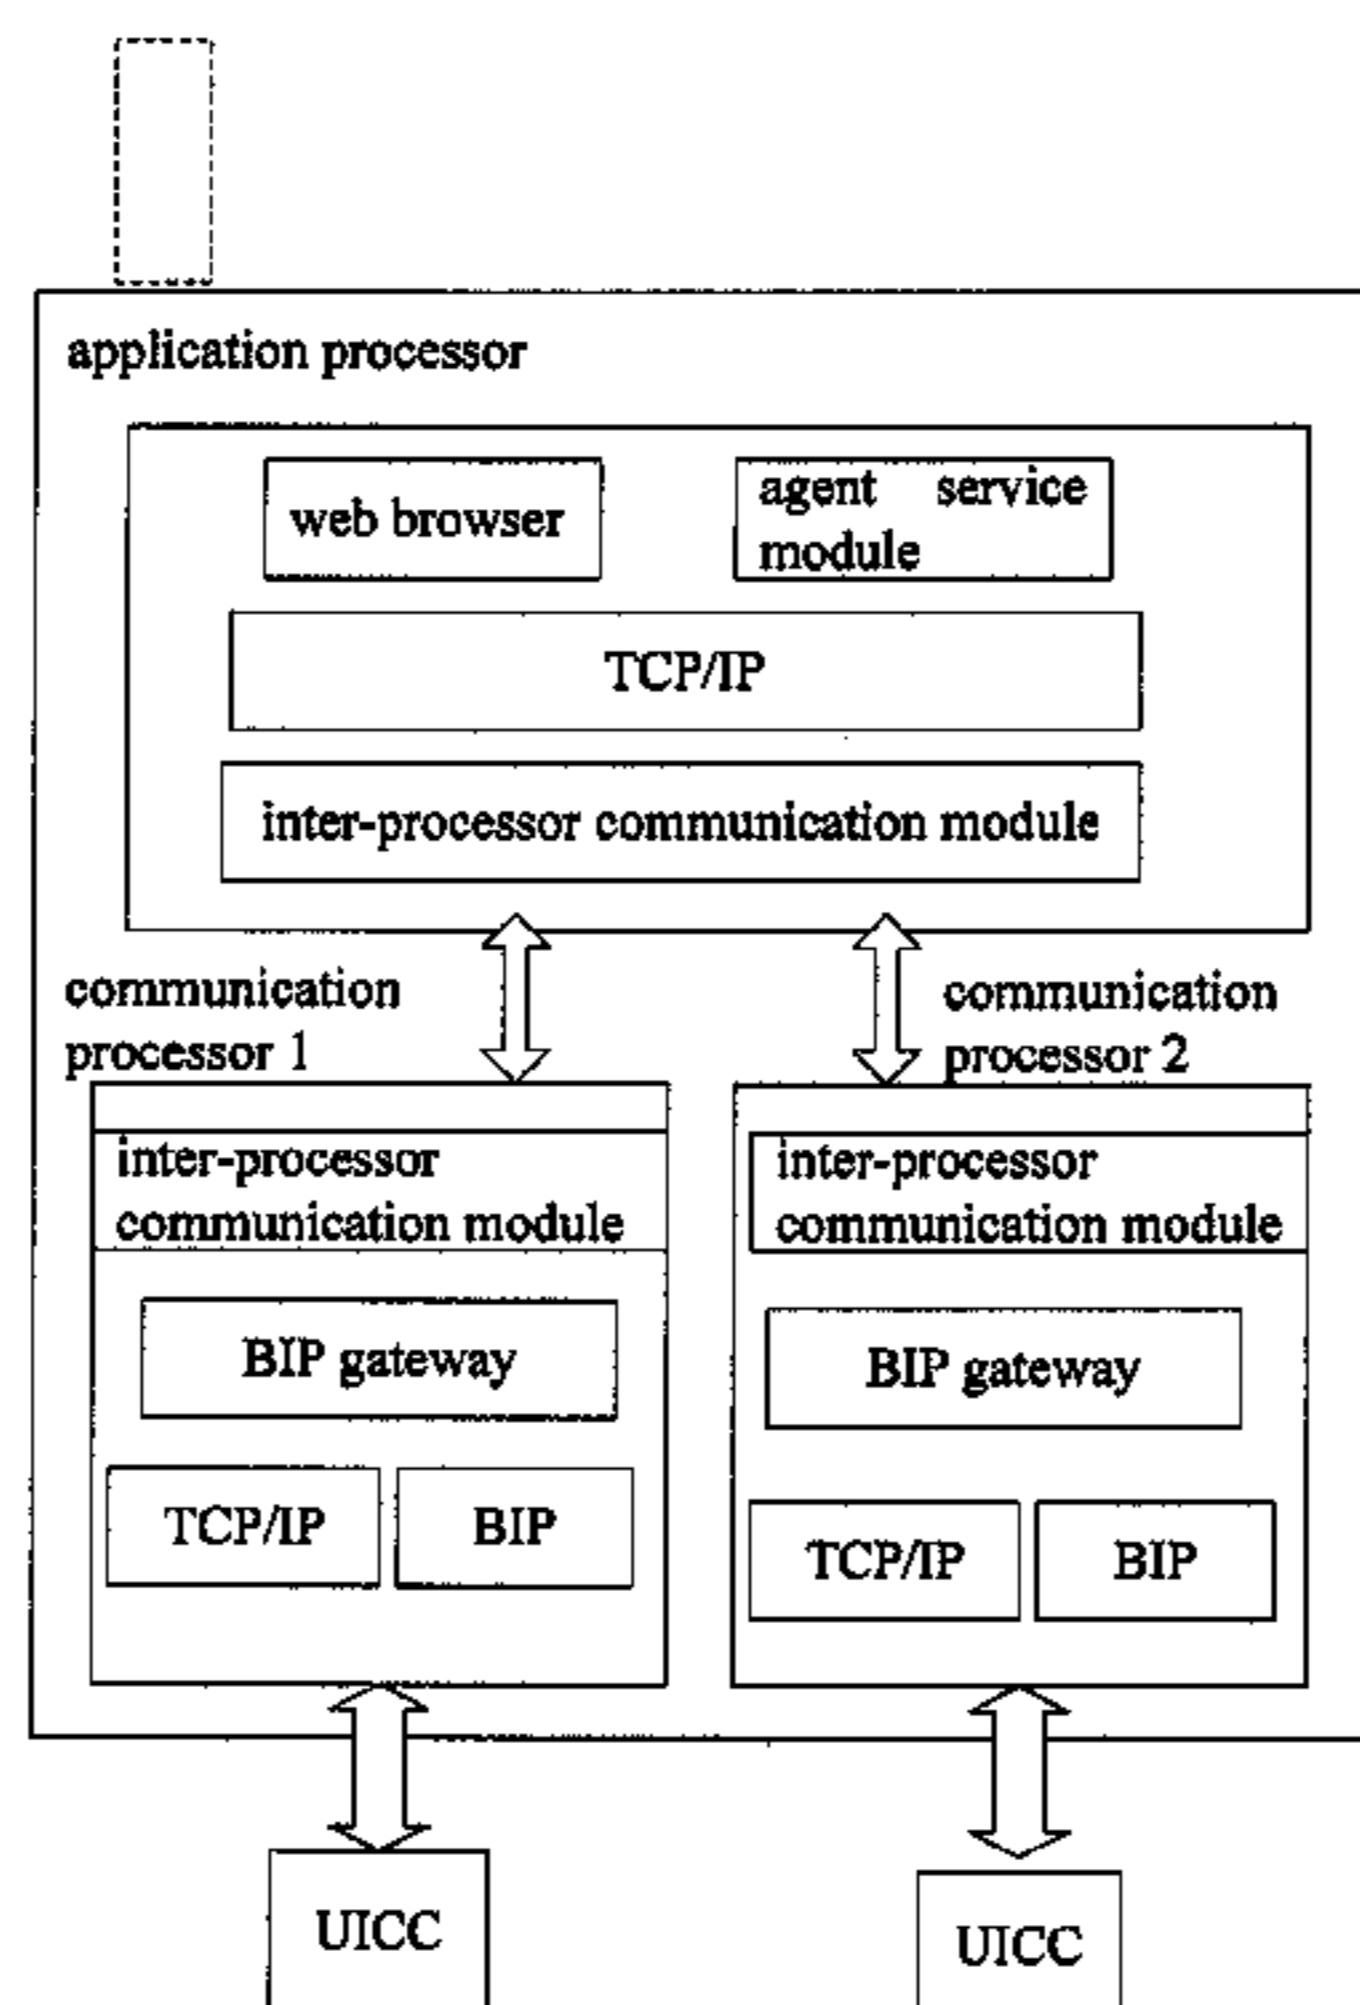 application processor
web browser
agent service
module
TCP/IP
inter-processor communication module
communication
processor 1
communication
processor 2
inter-processor
communication module
BIP gateway
TCP/IP
BIP
inter-processor
communication module
BIP gateway
TCP/IP
BIP
UICC
UICC